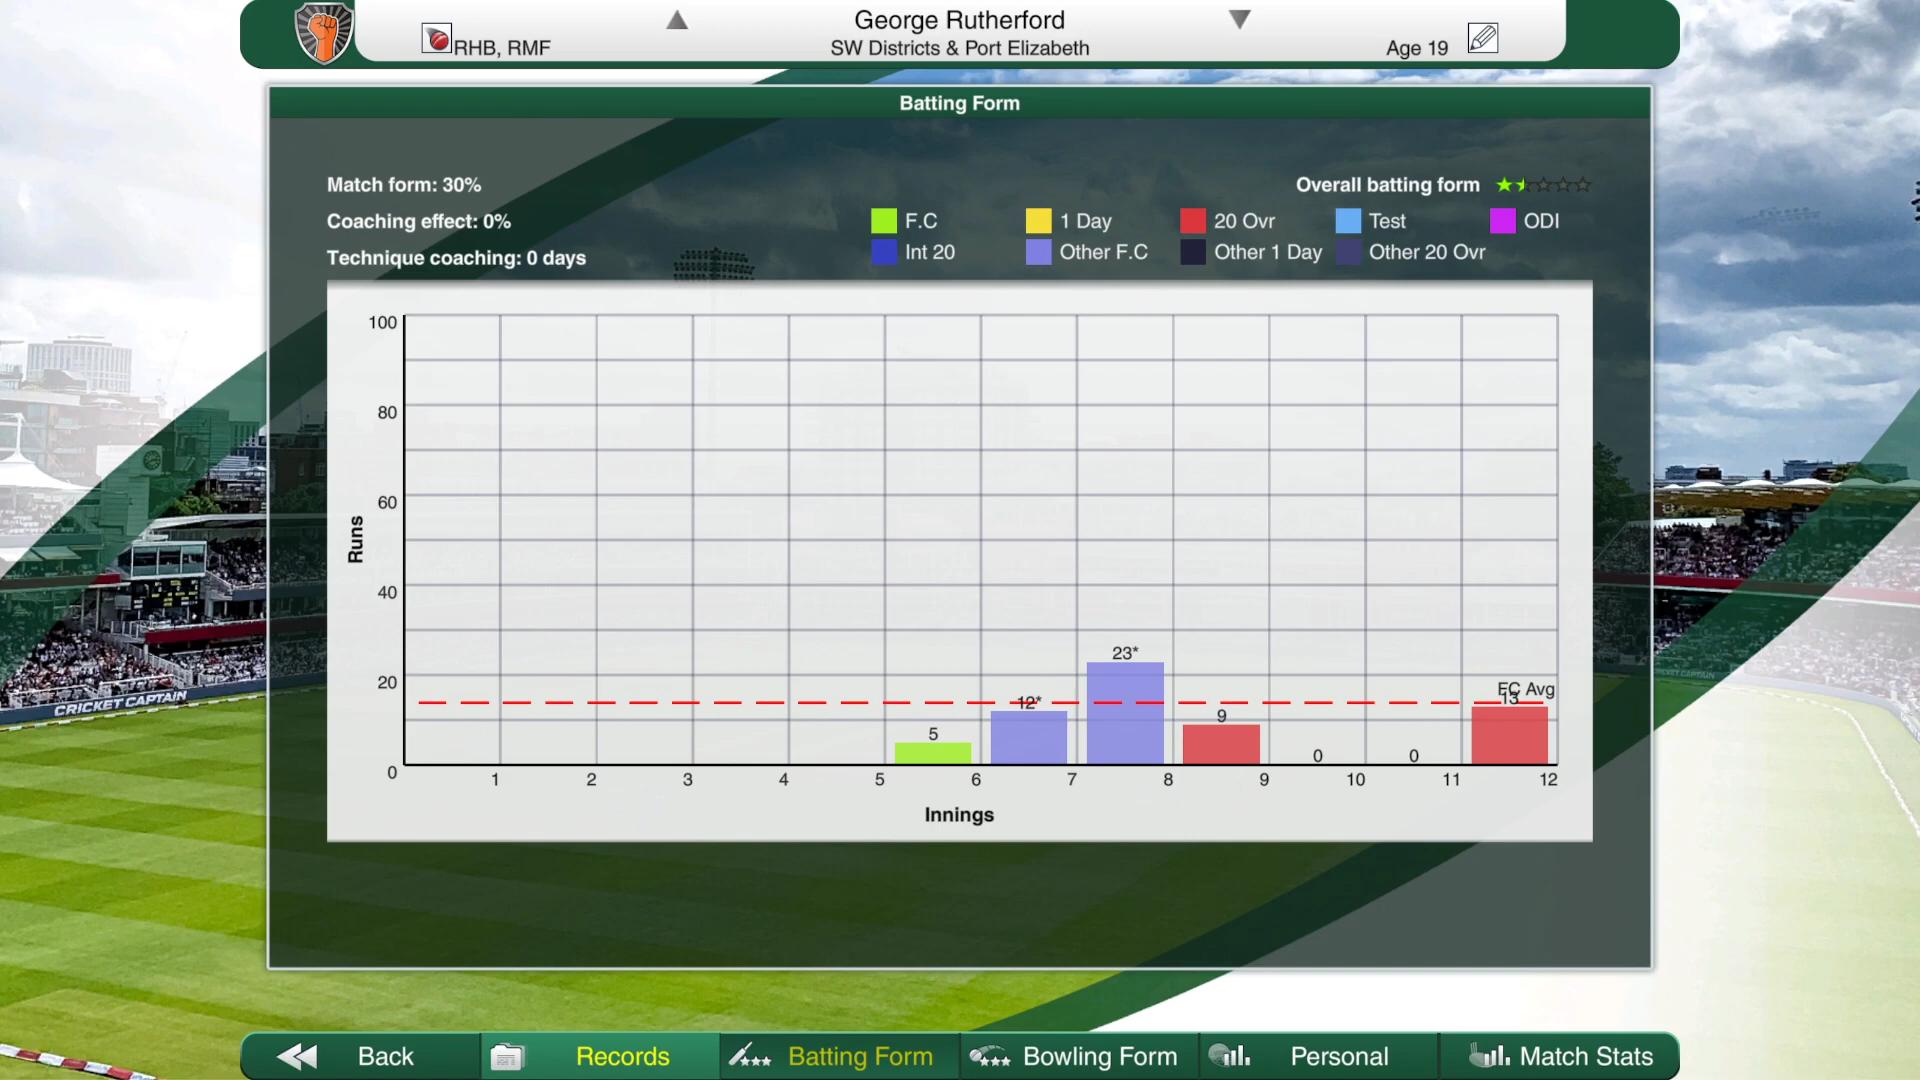 George Rutherford
RHB, RMF
SW Districts & Port Elizabeth
Age 19
Batting Form
Match form: 30%
Overall batting form
Coaching effect: 0%
F.C
1 Day
20 Ovr
Test
ODI
Technique coaching: 0 days
Int 20
Other F.C
Other 1 Day
Other 20 Ovr
100
80
60
40
20
0
Runs
5
12*
23*
9
0
0
FC Avg
13
1 2 3 4 5 6 7 8 9 10 11 12
Innings
CRICKET CAPTAIN
Back
Records
Batting Form
Bowling Form
Personal
Match Stats